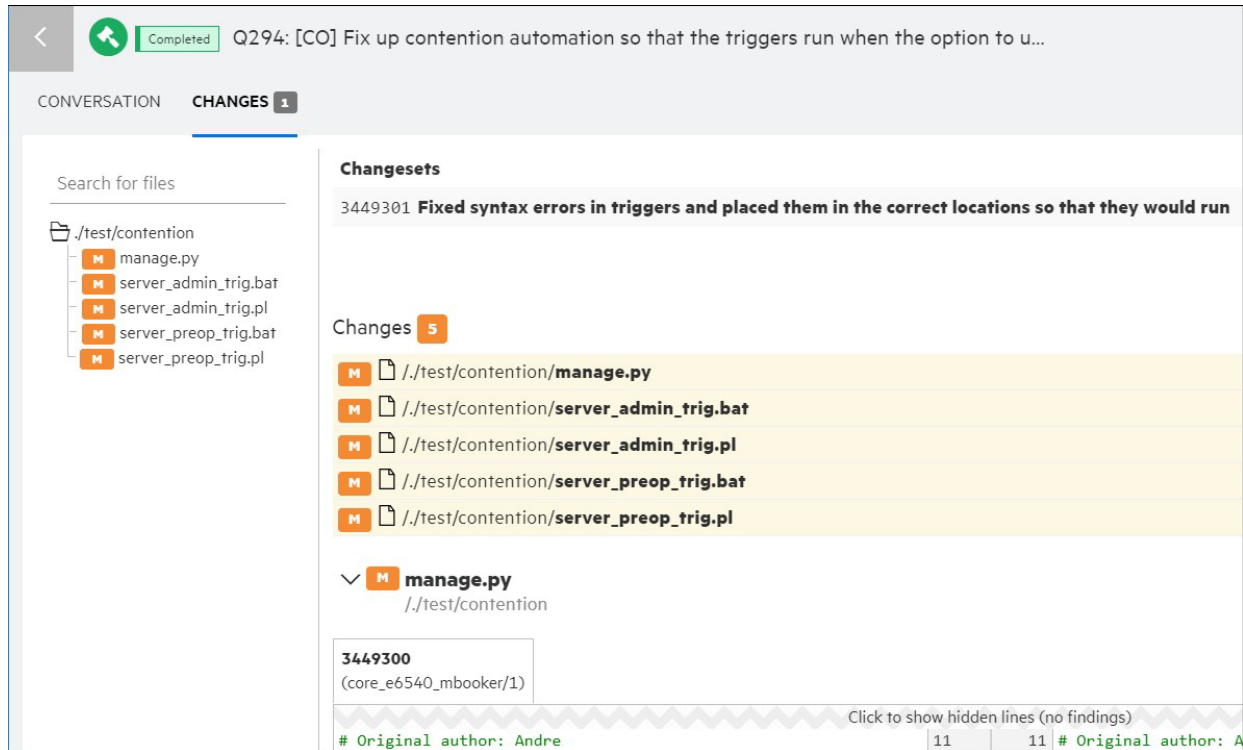 Completed Q294: [CO] Fix up contention automation so that the triggers run when the option to u...
CONVERSATION CHANGES 1
Search for files
./test/contention
M manage.py
M server_admin_trig.bat
M server_admin_trig.pl
M server_preop_trig.bat
M server_preop_trig.pl
Changesets
3449301 Fixed syntax errors in triggers and placed them in the correct locations so that they would run
Changes 5
M /./test/contention/manage.py
M /./test/contention/server_admin_trig.bat
M /./test/contention/server_admin_trig.pl
M /./test/contention/server_preop_trig.bat
M /./test/contention/server_preop_trig.pl
M manage.py
/./test/contention
3449300
(core_e6540_mbooker/1)
Click to show hidden lines (no findings)
# Original author: Andre 11 11 # Original author: A